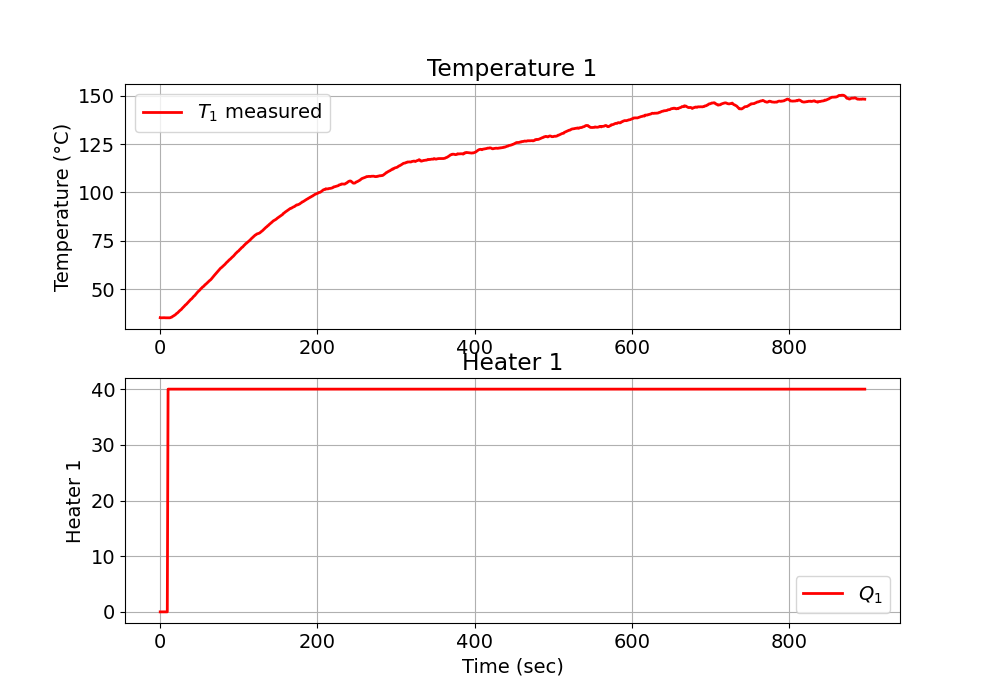 Temperature 1
150
125
100
75
50
Temperature (°C)
T₁ measured
0 200 400 600 800
Heater 1
40
30
20
10
0
Heater 1
Q₁
0 200 400 600 800
Time (sec)